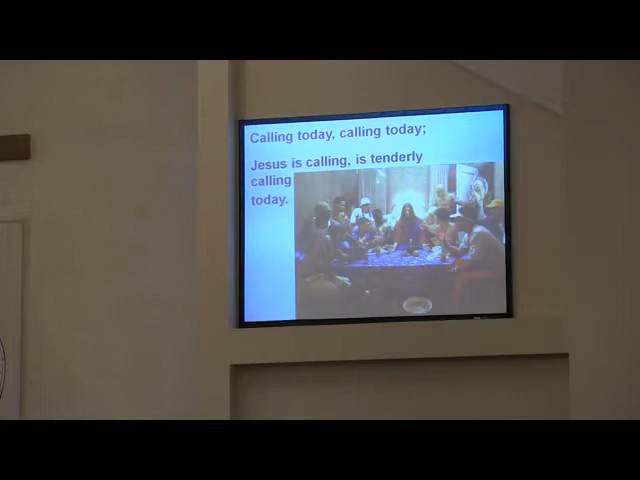 Calling today, calling today;
Jesus is calling, is tenderly
calling
today.